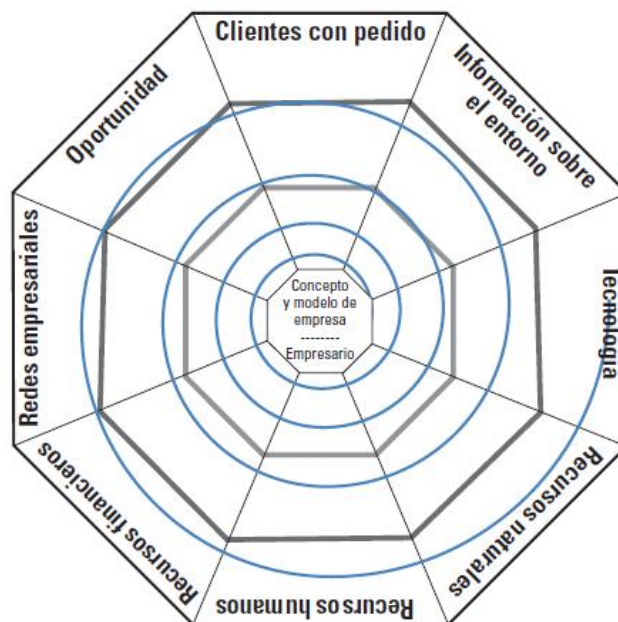 Clientes con pedido
Información sobre
el entorno
Tecnología
Recursos naturales
Recursos humanos
Recursos financieros
Redes empresariales
Oportunidad
Concepto
y modelo de
empresa
--------
Empresario